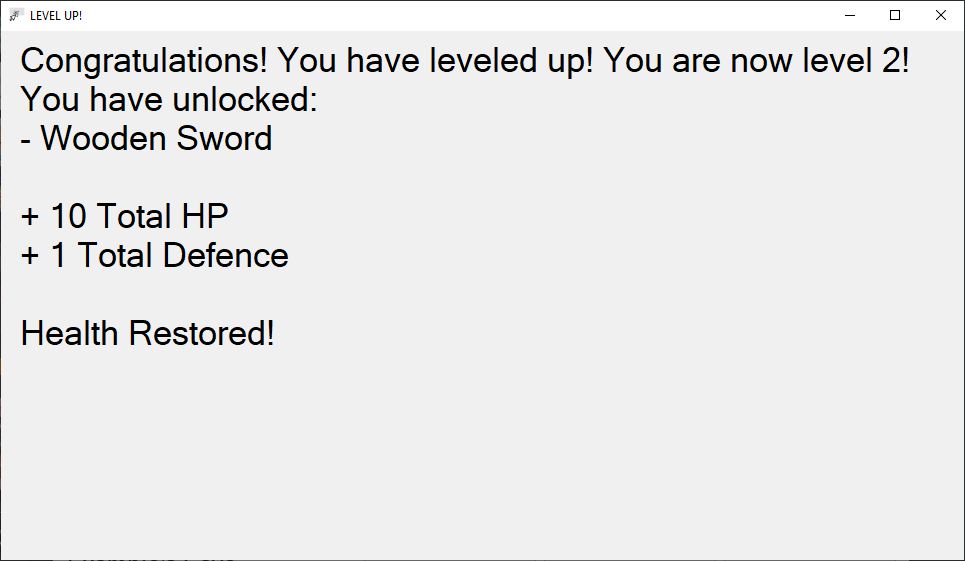 LEVEL UP!
Congratulations! You have leveled up! You are now level 2!
You have unlocked:
- Wooden Sword
+ 10 Total HP
+ 1 Total Defence
Health Restored!